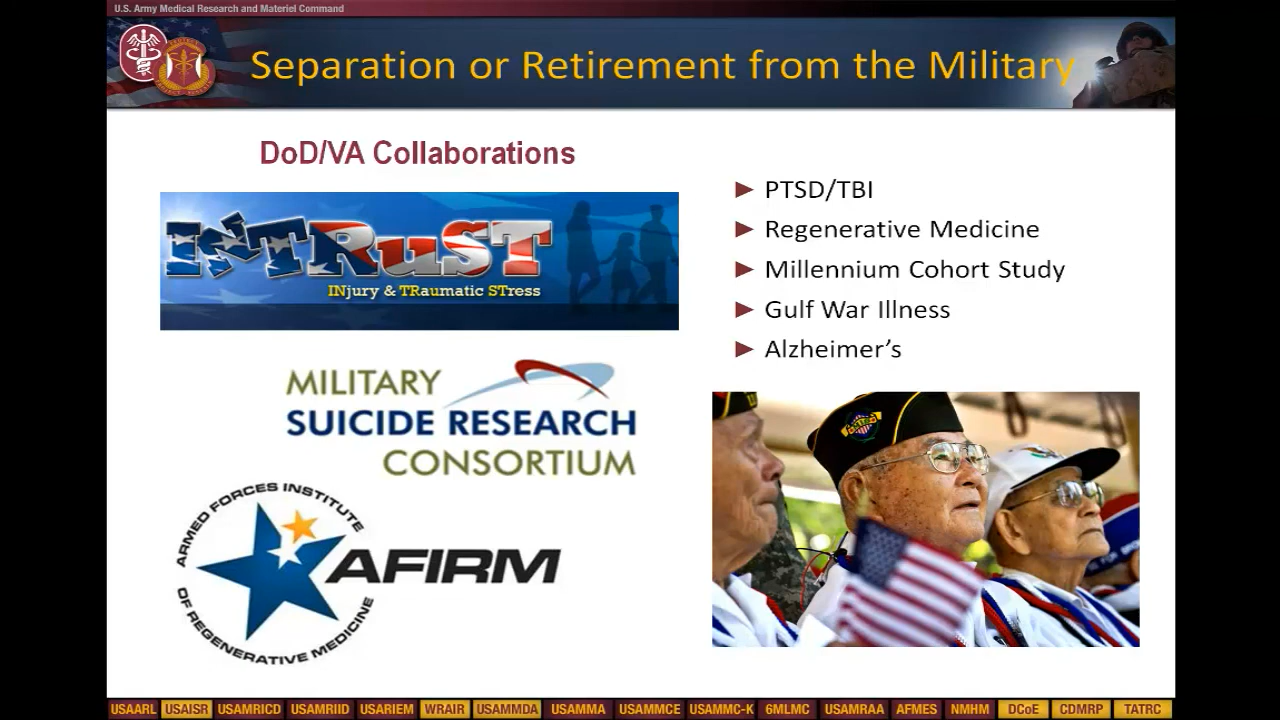 U.S. Army Medical Research and Materiel Command
Separation or Retirement from the Military
DoD/VA Collaborations
INTRuST
INjury & TRaumatic STress
MILITARY
SUICIDE RESEARCH
CONSORTIUM
ARMED FORCES INSTITUTE
OF REGENERATIVE MEDICINE
AFIRM
► PTSD/TBI
► Regenerative Medicine
► Millennium Cohort Study
► Gulf War Illness
► Alzheimer’s
USAARL USAISR USAMRICD USAMRIID USARIEM WRAIR USAMMDA USAMMA USAMMCE USAMMC-K 6MLMC USAMRAA AFMES NMHM DCoE CDMRP TATRC